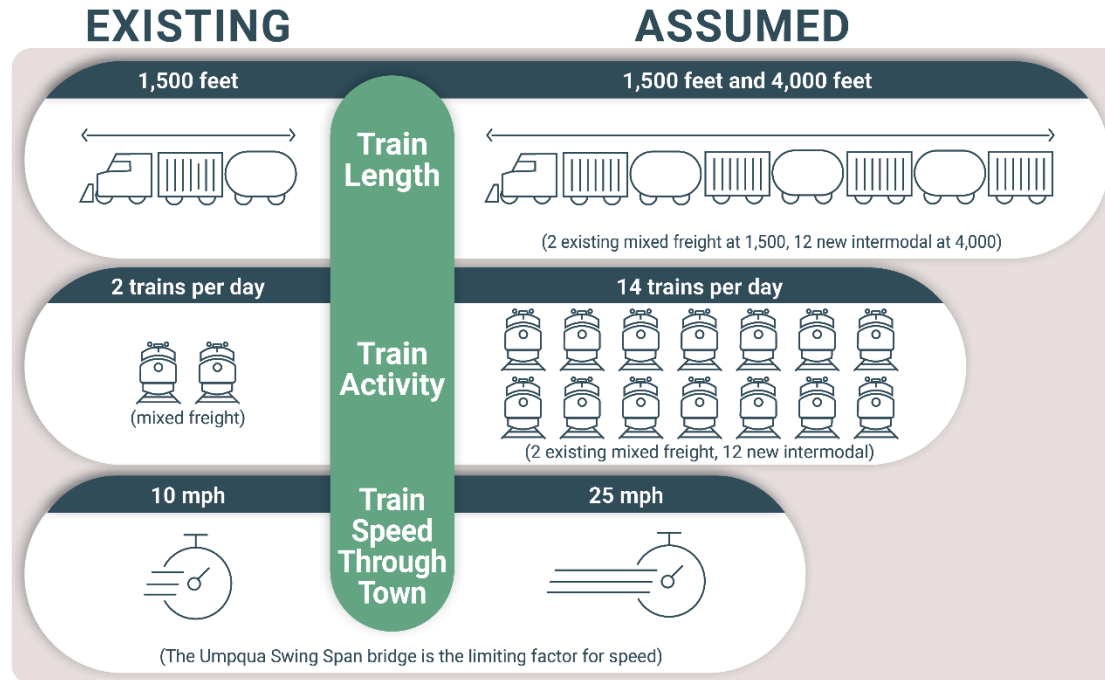 EXISTING
ASSUMED
1,500 feet
Train
Length
1,500 feet and 4,000 feet
(2 existing mixed freight at 1,500, 12 new intermodal at 4,000)
2 trains per day
(mixed freight)
Train
Activity
14 trains per day
(2 existing mixed freight, 12 new intermodal)
10 mph
Train
Speed
Through
Town
25 mph
(The Umpqua Swing Span bridge is the limiting factor for speed)